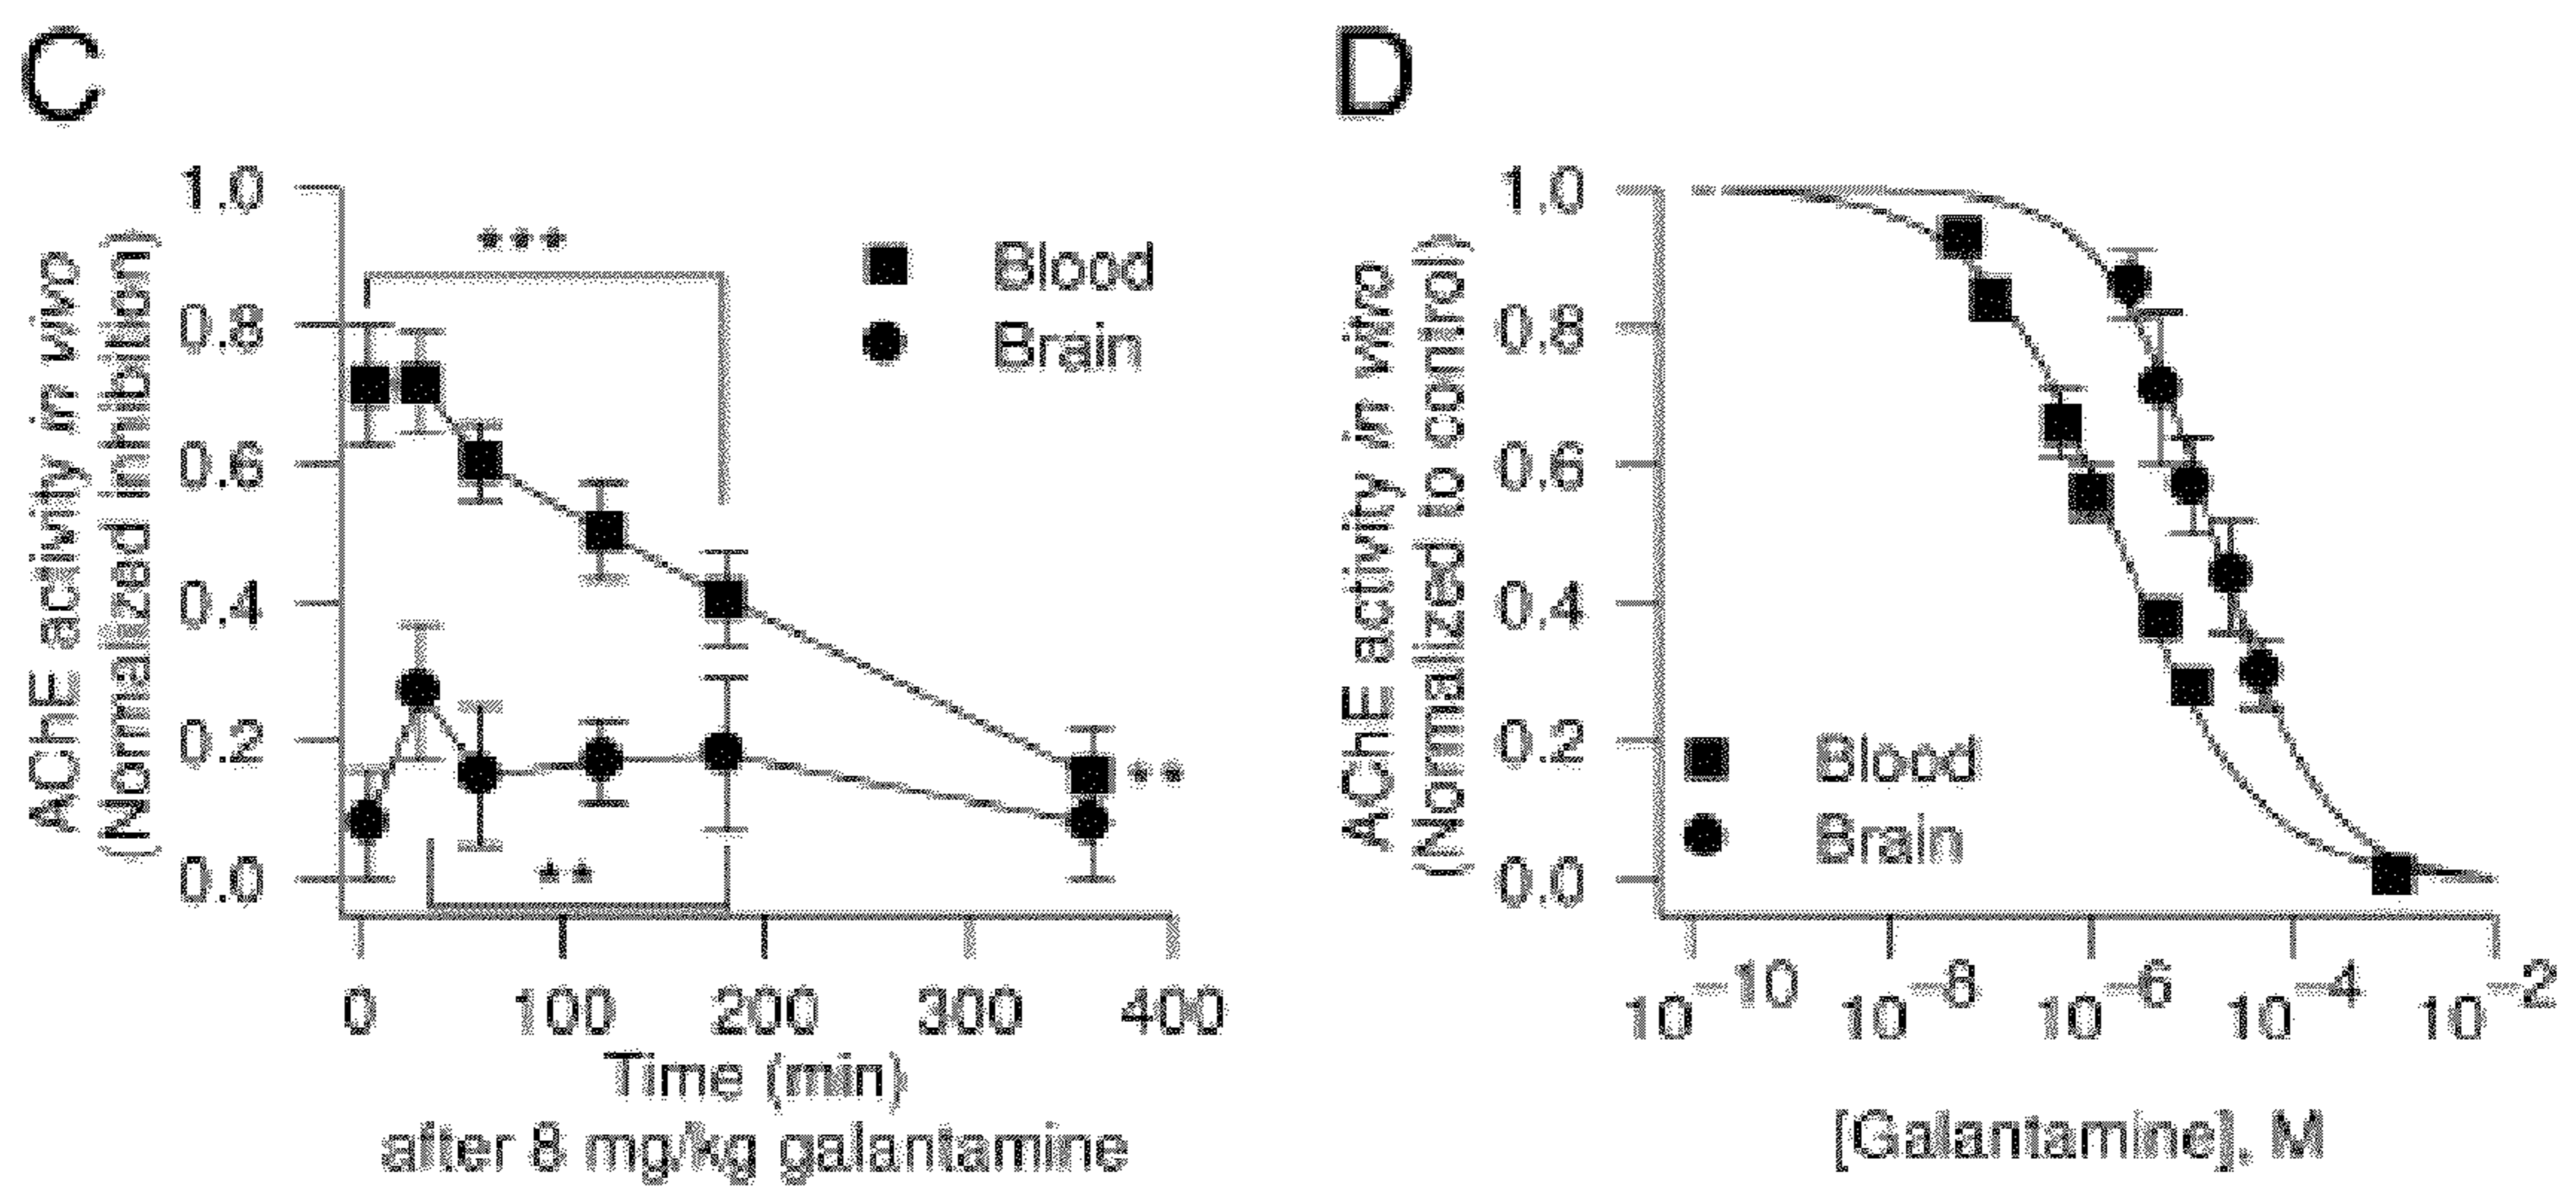 C
D
1.0
0.8
0.6
0.4
0.2
0.0
AChE activity in vivo
(Normalized inhibition)
***
Blood
Brain
**
**
0 100 200 300 400
Time (min)
after 8 mg/kg galantamine
1.0
0.8
0.6
0.4
0.2
0.0
AChE activity in vitro
(Normalized to control)
Blood
Brain
10⁻¹⁰ 10⁻⁸ 10⁻⁶ 10⁻⁴ 10⁻²
[Galantamine], M